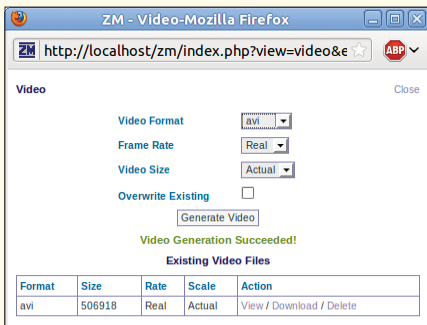 ZM - Video-Mozilla Firefox
ZM http://localhost/zm/index.php?view=video&e ABP
Video Close
Video Format avi
Frame Rate Real
Video Size Actual
Overwrite Existing
Generate Video
Video Generation Succeeded!
Existing Video Files
Format Size Rate Scale Action
avi 506918 Real Actual View / Download / Delete